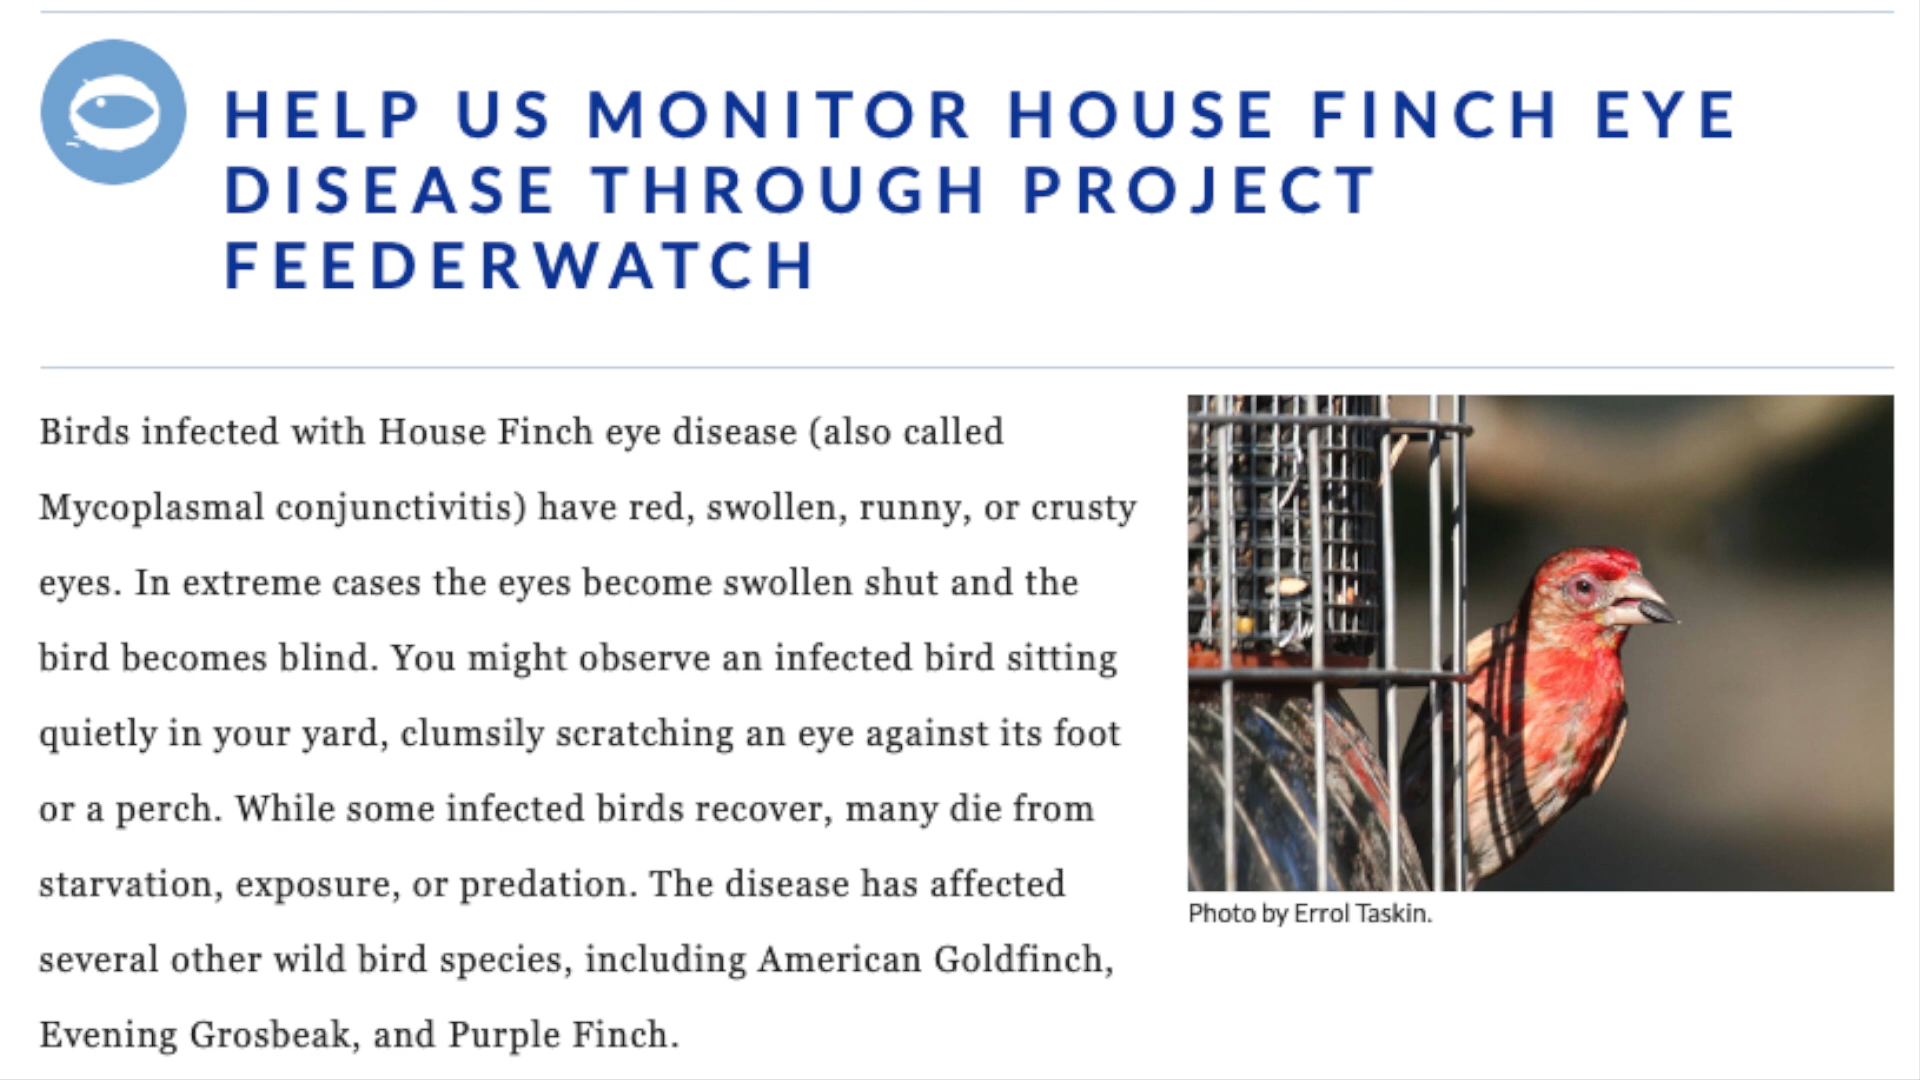 HELP US MONITOR HOUSE FINCH EYE
DISEASE THROUGH PROJECT
FEEDERWATCH
Birds infected with House Finch eye disease (also called
Mycoplasmal conjunctivitis) have red, swollen, runny, or crusty
eyes. In extreme cases the eyes become swollen shut and the
bird becomes blind. You might observe an infected bird sitting
quietly in your yard, clumsily scratching an eye against its foot
or a perch. While some infected birds recover, many die from
starvation, exposure, or predation. The disease has affected
several other wild bird species, including American Goldfinch,
Evening Grosbeak, and Purple Finch.
Photo by Errol Taskin.